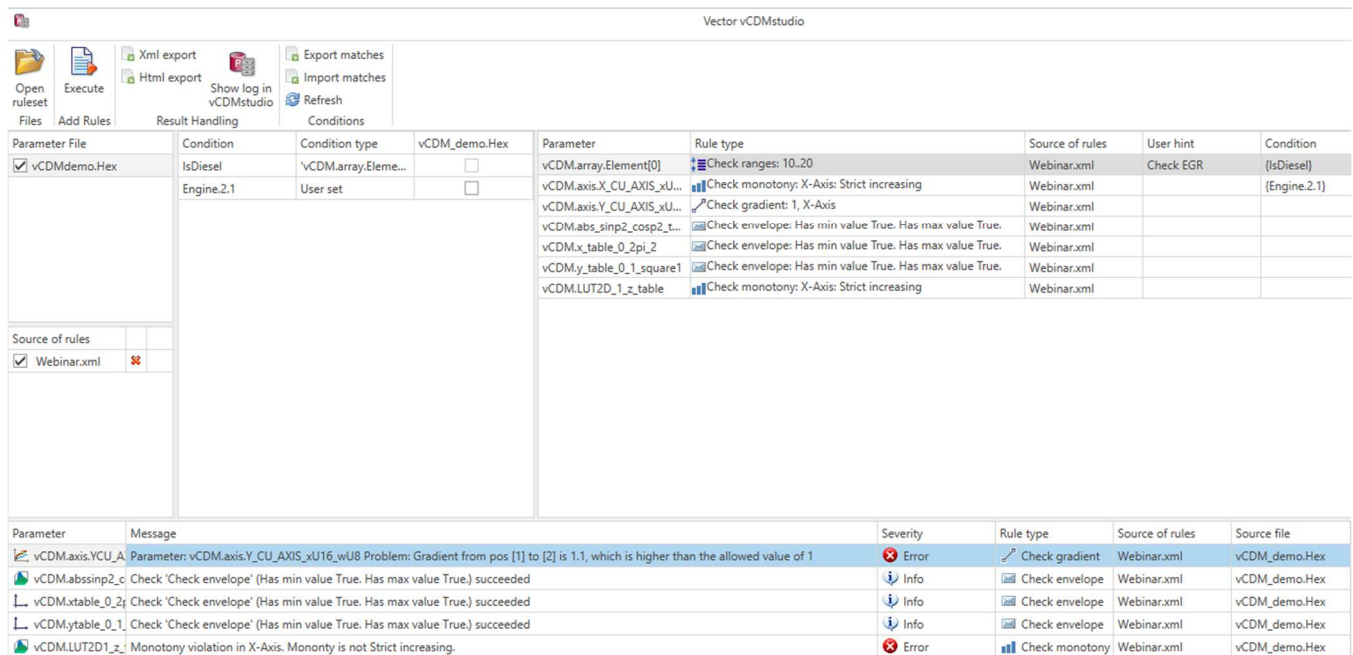 Vector vCDMstudio
Open ruleset
Execute
Xml export
Html export
Show log in vCDMstudio
Export matches
Import matches
Refresh
Files Add Rules Result Handling Conditions
Parameter File
vCDMdemo.Hex
Source of rules
Webinar.xml
Condition Condition type vCDM_demo.Hex
IsDiesel 'vCDM.array.Eleme...
Engine.2.1 User set
Parameter Rule type Source of rules User hint Condition
vCDM.array.Element[0] Check ranges: 10..20 Webinar.xml Check EGR {IsDiesel}
vCDM.axis.X_CU_AXIS_xU... Check monotony: X-Axis: Strict increasing Webinar.xml {Engine.2.1}
vCDM.axis.Y_CU_AXIS_xU... Check gradient: 1, X-Axis Webinar.xml
vCDM.abs_sinp2_cosp2_t... Check envelope: Has min value True. Has max value True. Webinar.xml
vCDM.x_table_0_2pi_2 Check envelope: Has min value True. Has max value True. Webinar.xml
vCDM.y_table_0_1_square1 Check envelope: Has min value True. Has max value True. Webinar.xml
vCDM.LUT2D_1_z_table Check monotony: X-Axis: Strict increasing Webinar.xml
Parameter Message Severity Rule type Source of rules Source file
vCDM.axis.YCU_A Parameter: vCDM.axis.Y_CU_AXIS_xU16_wU8 Problem: Gradient from pos [1] to [2] is 1.1, which is higher than the allowed value of 1 Error Check gradient Webinar.xml vCDM_demo.Hex
vCDM.abssinp2_c Check 'Check envelope' (Has min value True. Has max value True.) succeeded Info Check envelope Webinar.xml vCDM_demo.Hex
vCDM.xtable_0_2p Check 'Check envelope' (Has min value True. Has max value True.) succeeded Info Check envelope Webinar.xml vCDM_demo.Hex
vCDM.ytable_0_1_ Check 'Check envelope' (Has min value True. Has max value True.) succeeded Info Check envelope Webinar.xml vCDM_demo.Hex
vCDM.LUT2D1_z_ Monotony violation in X-Axis. Mononty is not Strict increasing. Error Check monotony Webinar.xml vCDM_demo.Hex